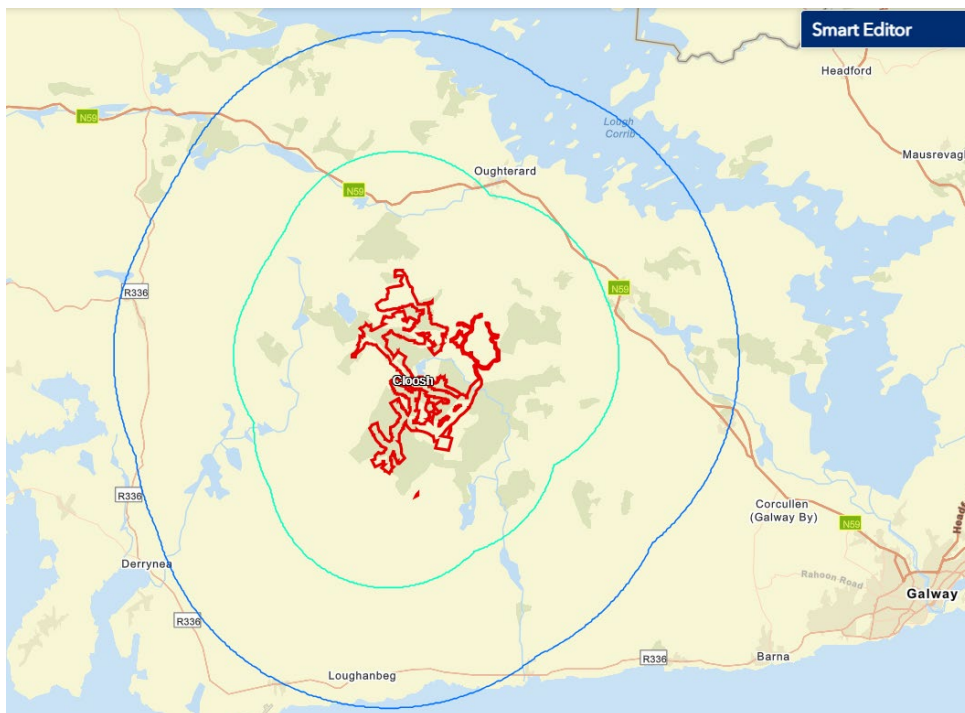 Smart Editor
Headford
N59
Lough
Corrib
Mausrevagh
Oughterard
N59
R336
N59
Cloosh
R336
Corcullen
(Galway By)
N59
Derrynea
Rahoon Road
Galway
R336
Barna
R336
Loughanbeg